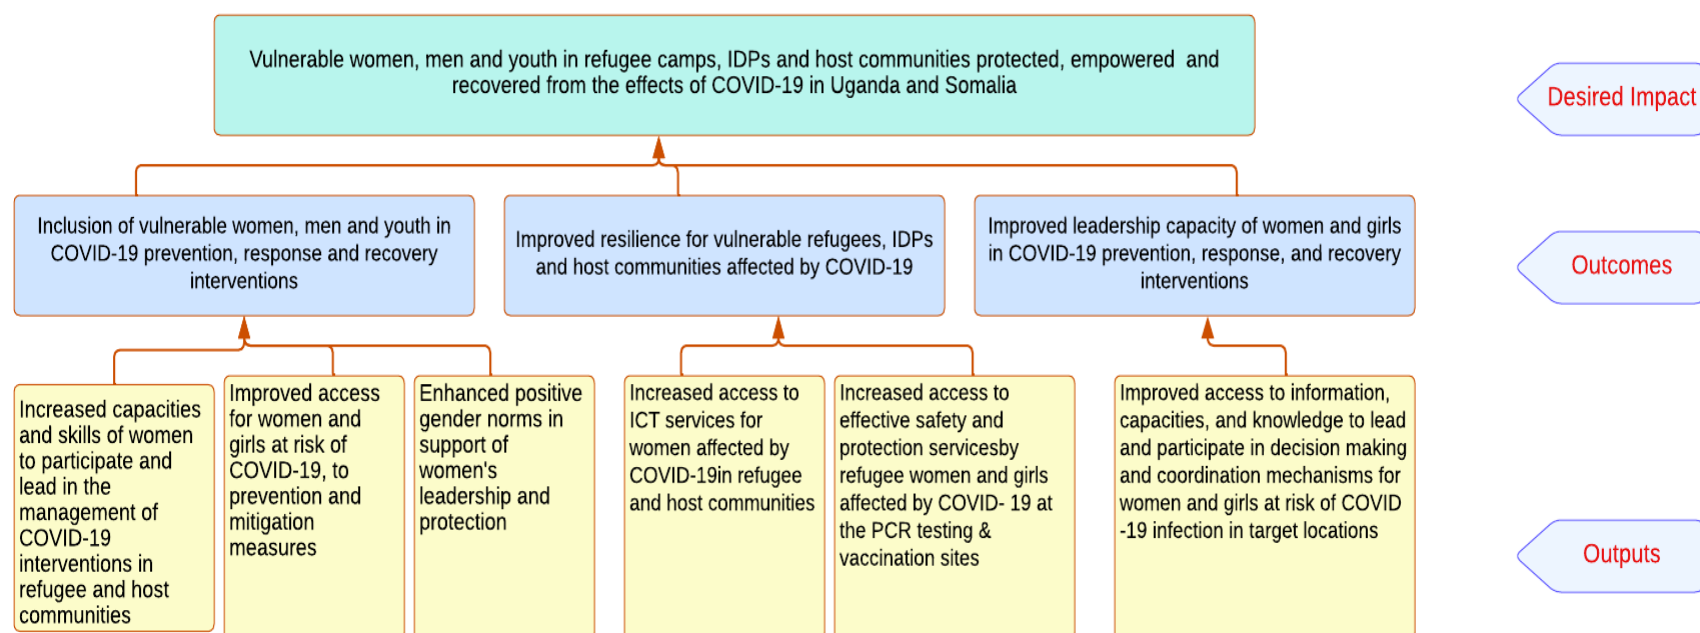 Vulnerable women, men and youth in refugee camps, IDPs and host communities protected, empowered and
recovered from the effects of COVID-19 in Uganda and Somalia
Desired Impact
Inclusion of vulnerable women, men and youth in
COVID-19 prevention, response and recovery
interventions
Improved resilience for vulnerable refugees, IDPs
and host communities affected by COVID-19
Improved leadership capacity of women and girls
in COVID-19 prevention, response, and recovery
interventions
Outcomes
Increased capacities
and skills of women
to participate and
lead in the
management of
COVID-19
interventions in
refugee and host
communities
Improved access
for women and
girls at risk of
COVID-19, to
prevention and
mitigation
measures
Enhanced positive
gender norms in
support of
women's
leadership and
protection
Increased access to
ICT services for
women affected by
COVID-19in refugee
and host communities
Increased access to
effective safety and
protection servicesby
refugee women and girls
affected by COVID- 19 at
the PCR testing &
vaccination sites
Improved access to information,
capacities, and knowledge to lead
and participate in decision making
and coordination mechanisms for
women and girls at risk of COVID
-19 infection in target locations
Outputs